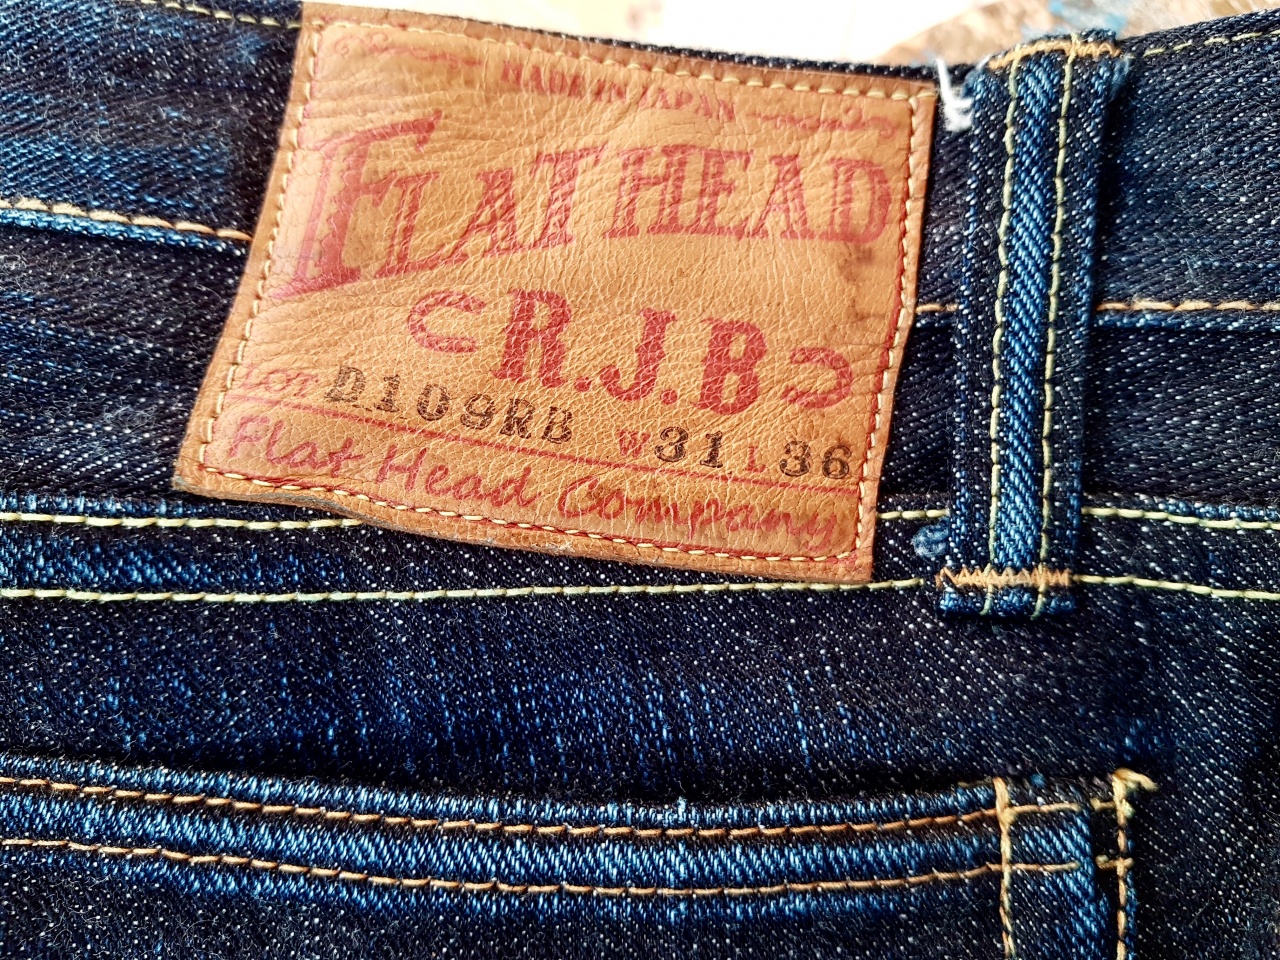 MADE IN JAPAN
FLAT HEAD
R.J.B
LOT D109RB W31 L36
Flat Head Company